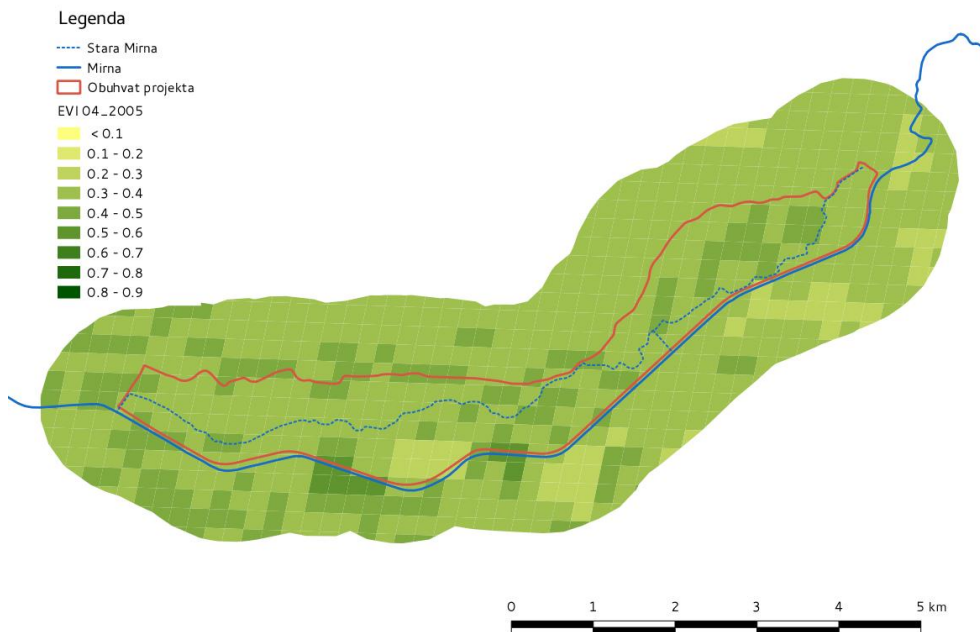 Legenda
Stara Mirna
Mirna
Obuhvat projekta
EVI 04_2005
< 0.1
0.1 - 0.2
0.2 - 0.3
0.3 - 0.4
0.4 - 0.5
0.5 - 0.6
0.6 - 0.7
0.7 - 0.8
0.8 - 0.9
0 1 2 3 4 5 km